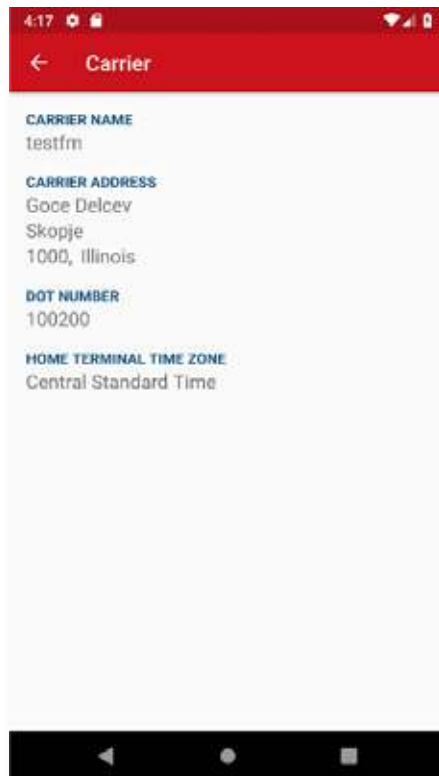 4:17
Carrier
CARRIER NAME
testfm
CARRIER ADDRESS
Goce Delcev
Skopje
1000, Illinois
DOT NUMBER
100200
HOME TERMINAL TIME ZONE
Central Standard Time